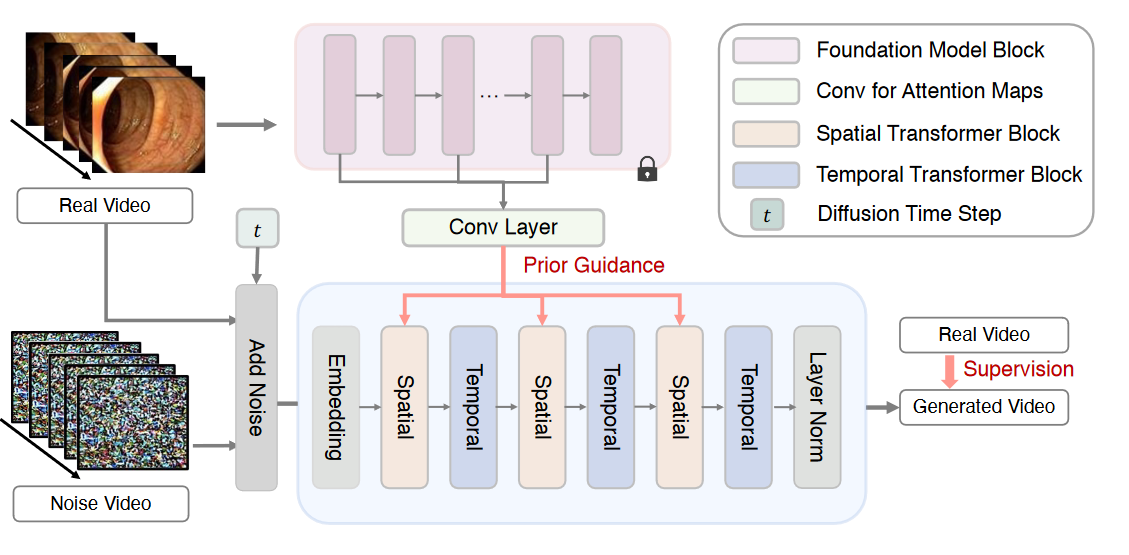 Foundation Model Block
Conv for Attention Maps
Spatial Transformer Block
Temporal Transformer Block
t
Diffusion Time Step
...
Real Video
t
Conv Layer
Prior Guidance
Add Noise
Embedding
Spatial
Temporal
Spatial
Temporal
Spatial
Temporal
Layer Norm
Real Video
Supervision
Generated Video
Noise Video